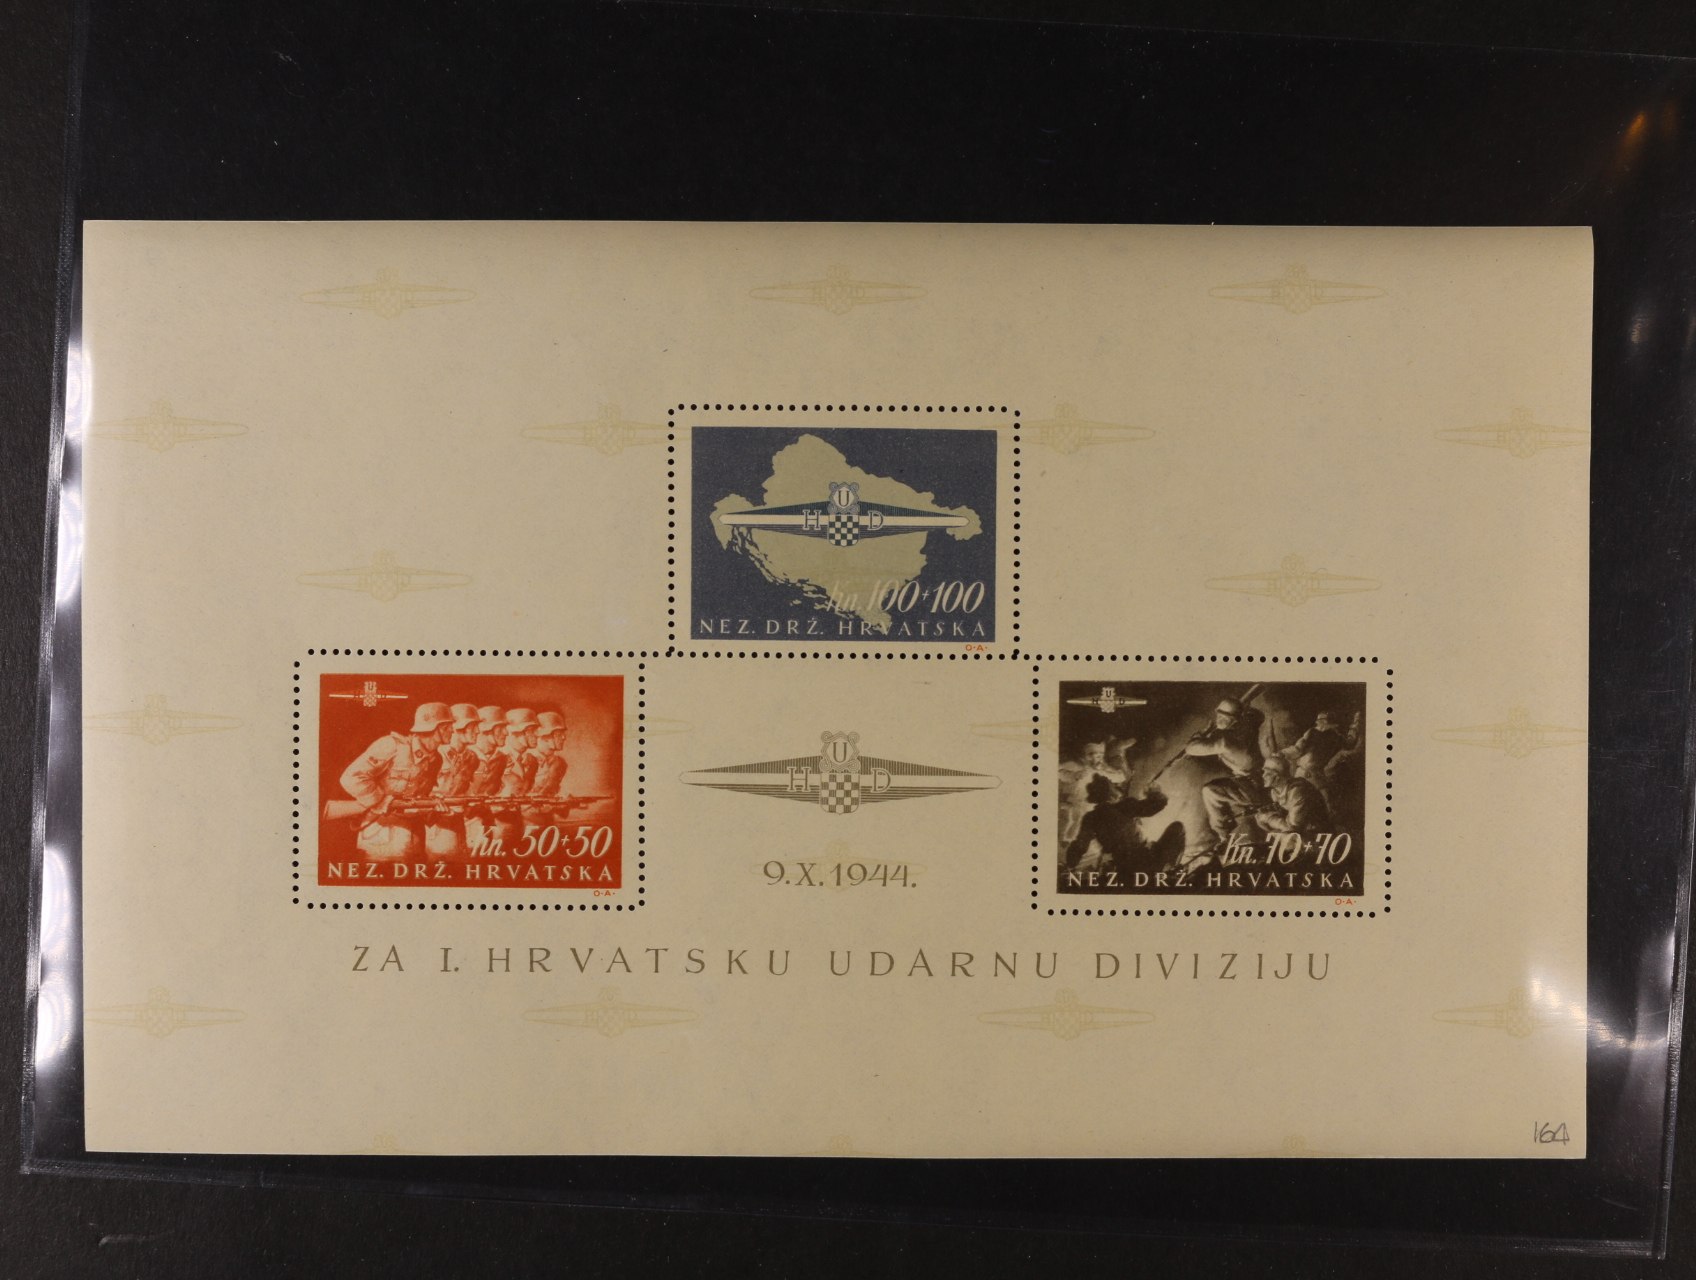 U
H D
Kn. 100+100
NEZ. DRŽ. HRVATSKA
O·A·
U
H D
Kn. 50+50
NEZ. DRŽ. HRVATSKA
O·A·
U
H D
9.X.1944.
U
H D
Kn. 70+70
NEZ. DRŽ. HRVATSKA
O·A·
ZA I. HRVATSKU UDARNU DIVIZIJU